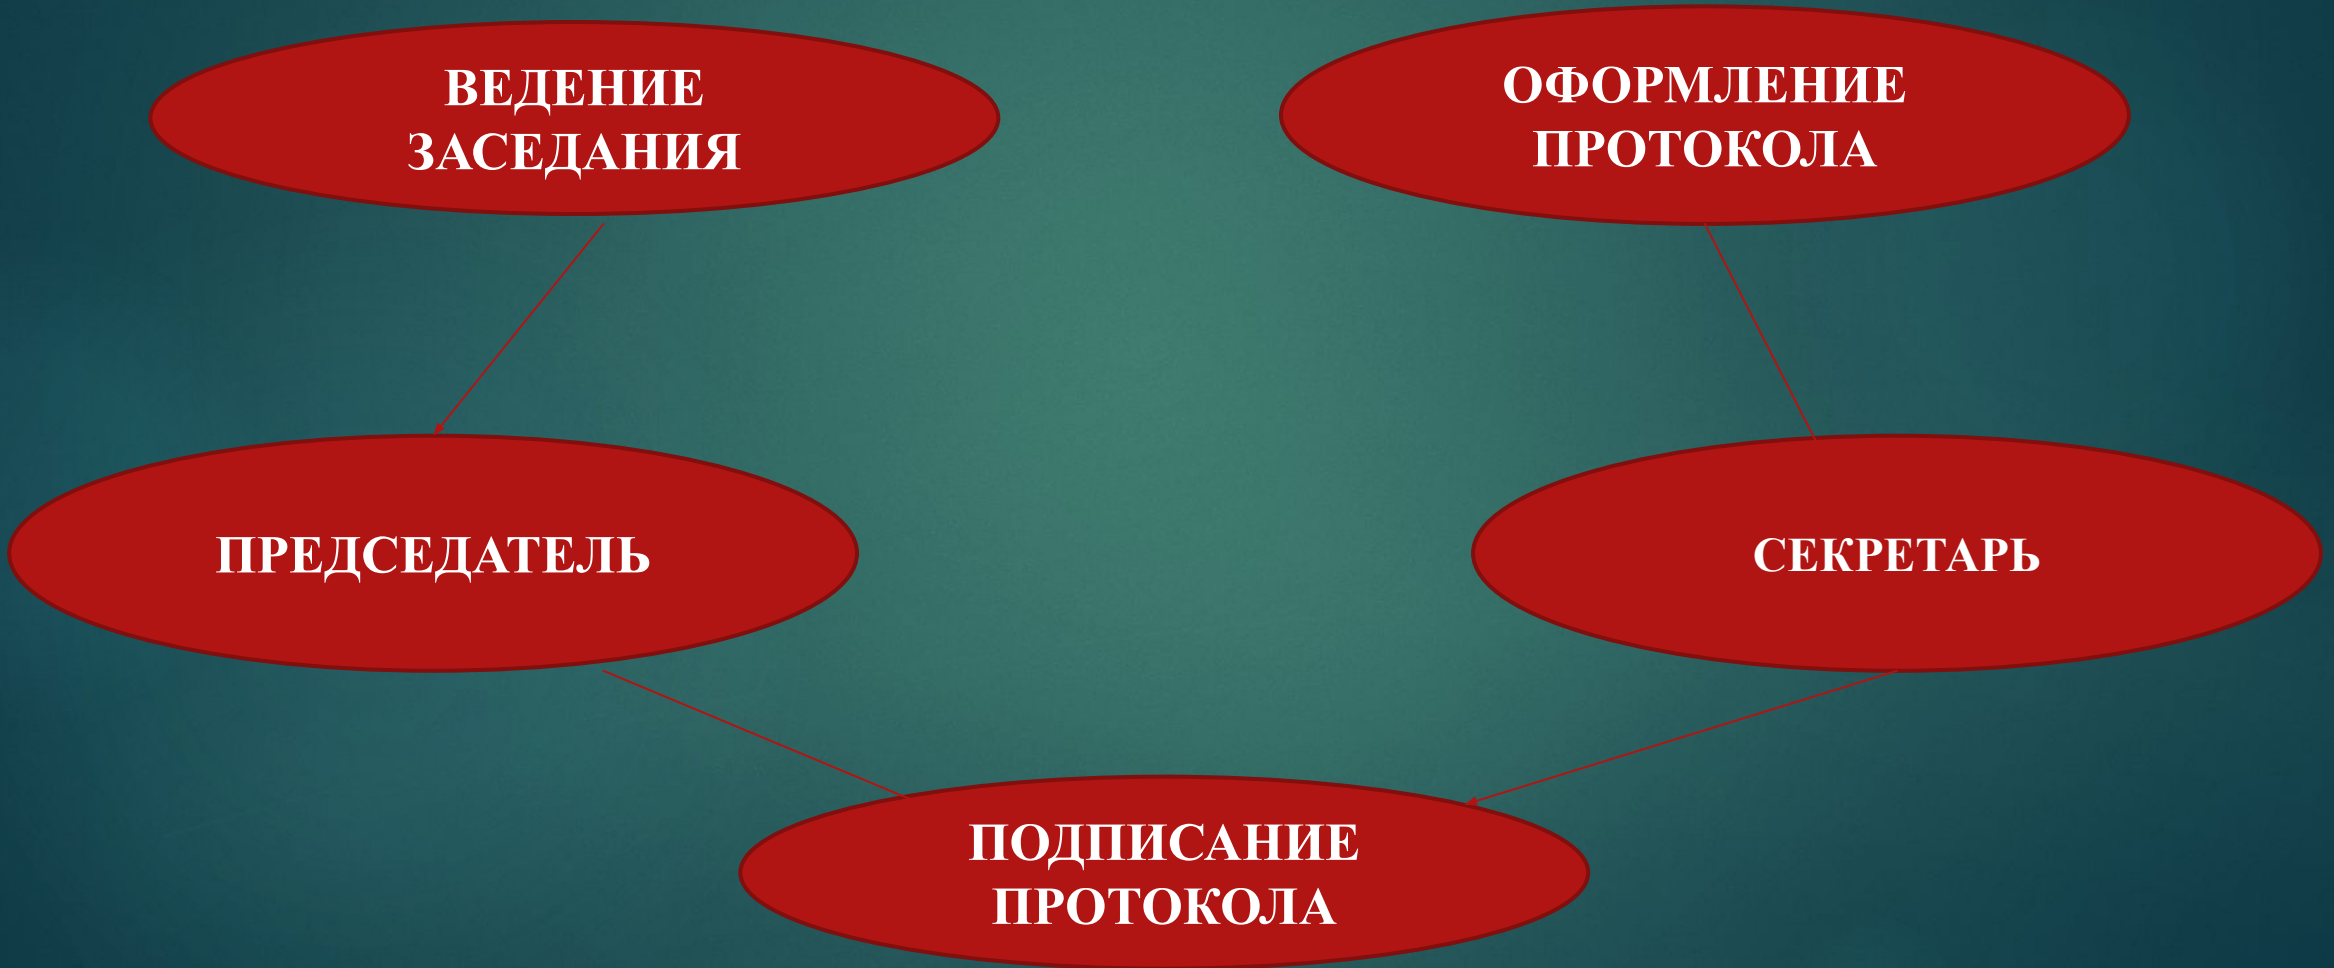 ВЕДЕНИЕ
ЗАСЕДАНИЯ
ОФОРМЛЕНИЕ
ПРОТОКОЛА
ПРЕДСЕДАТЕЛЬ
СЕКРЕТАРЬ
ПОДПИСАНИЕ
ПРОТОКОЛА